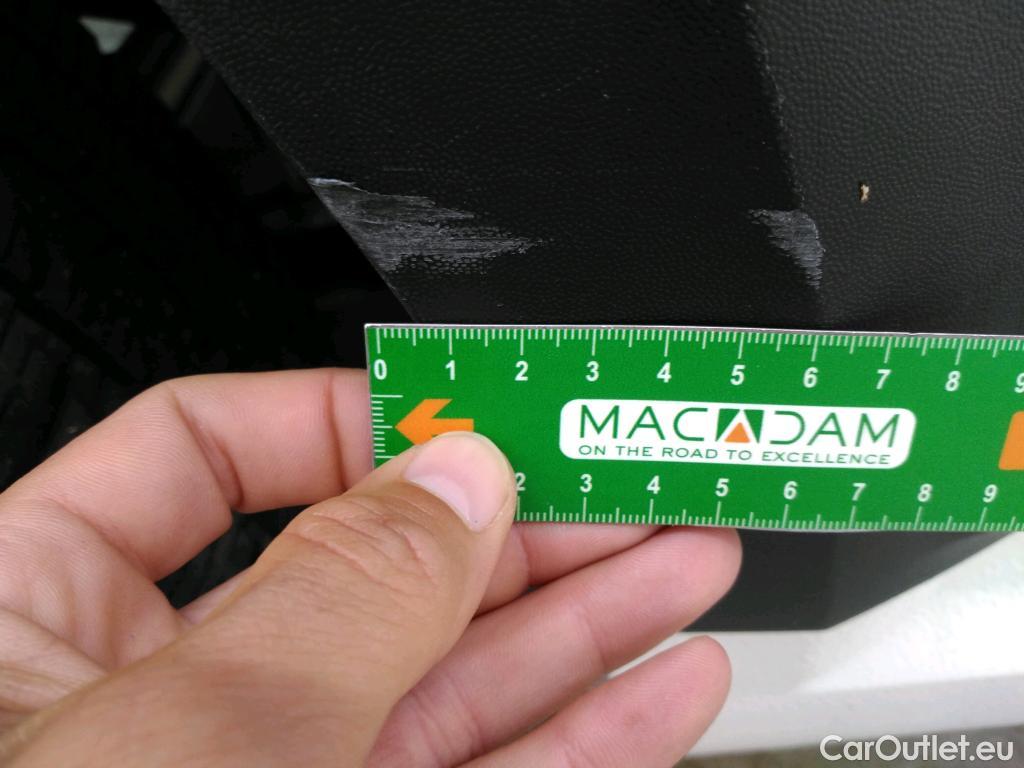 0 1 2 3 4 5 6 7 8 9
MACADAM
ON THE ROAD TO EXCELLENCE
2 3 4 5 6 7 8 9
CarOutlet.eu